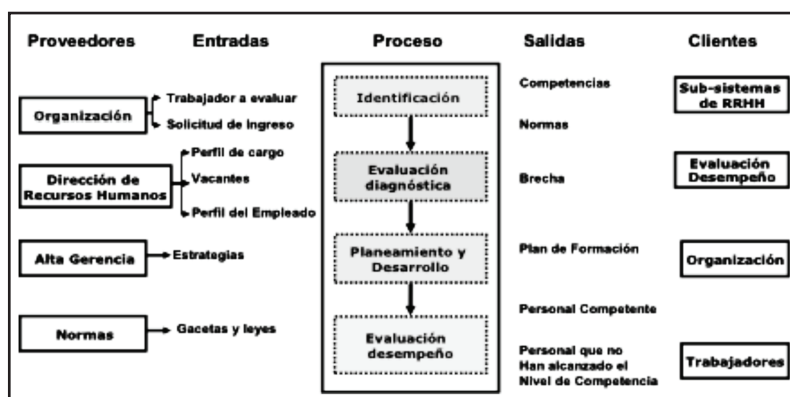 Proveedores
Entradas
Proceso
Salidas
Clientes
Organización
Trabajador a evaluar
Solicitud de Ingreso
Dirección de
Recursos Humanos
Perfil de cargo
Vacantes
Perfil del Empleado
Alta Gerencia
Estrategias
Normas
Gacetas y leyes
Identificación
Evaluación
diagnóstica
Planeamiento y
Desarrollo
Evaluación
desempeño
Competencias
Normas
Brecha
Plan de Formación
Personal Competente
Personal que no
Han alcanzado el
Nivel de Competencia
Sub-sistemas
de RRHH
Evaluación
Desempeño
Organización
Trabajadores